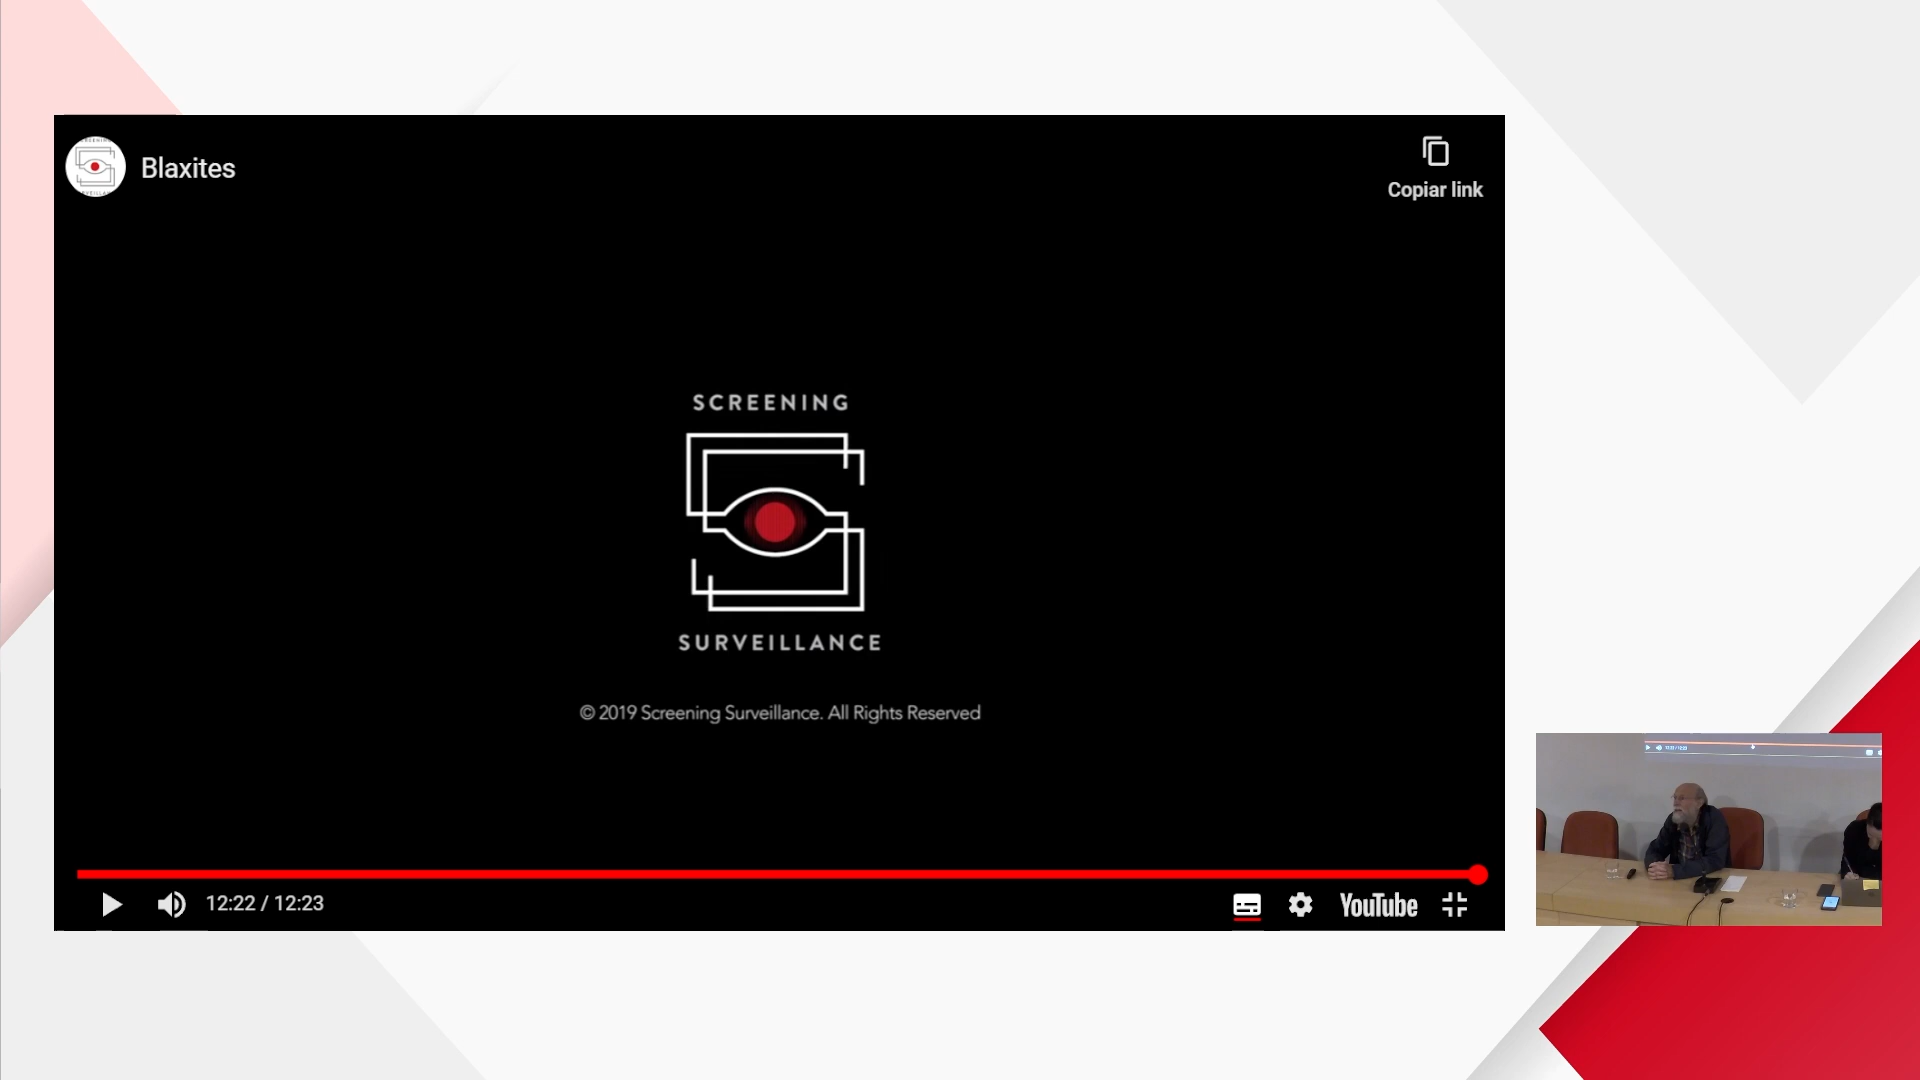 Blaxites
Copiar link
SCREENING
SURVEILLANCE
© 2019 Screening Surveillance. All Rights Reserved
12:22 / 12:23
YouTube